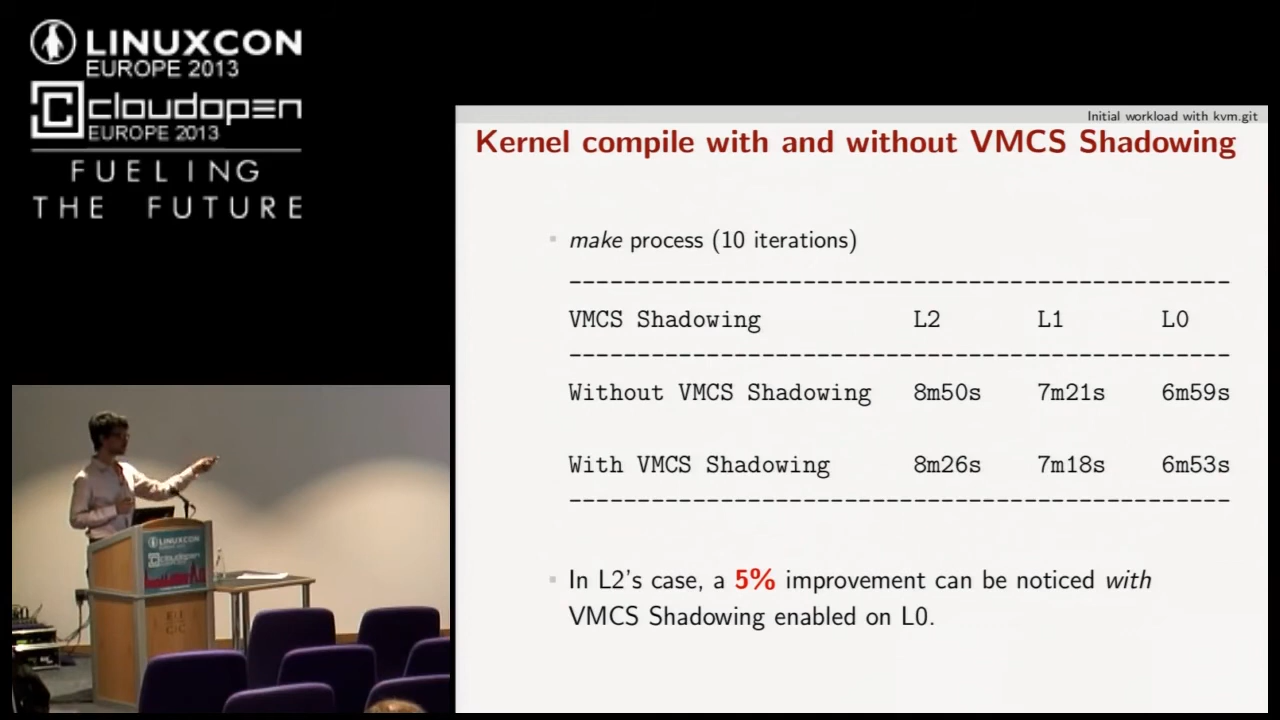 LINUXCON
EUROPE 2013
cloudopen
EUROPE 2013
FUELING
THE FUTURE
Initial workload with kvm.git
Kernel compile with and without VMCS Shadowing
make process (10 iterations)
VMCS Shadowing L2 L1 L0
Without VMCS Shadowing 8m50s 7m21s 6m59s
With VMCS Shadowing 8m26s 7m18s 6m53s
In L2's case, a 5% improvement can be noticed with
VMCS Shadowing enabled on L0.
LINUXCON
cloudopen